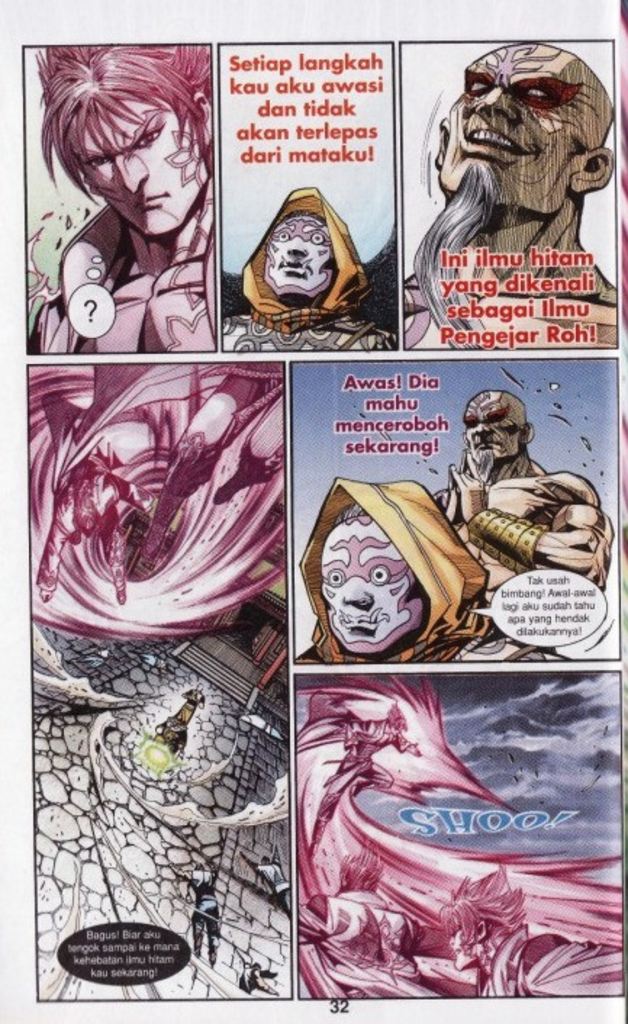 ?
Setiap langkah
kau aku awasi
dan tidak
akan terlepas
dari mataku!
Ini ilmu hitam
yang dikenali
sebagai Ilmu
Pengejar Roh!
Awas! Dia
mahu
menceroboh
sekarang!
Tak usah
bimbang! Awal-awal
lagi aku sudah tahu
apa yang hendak
dilakukannya!
Bagus! Biar aku
tengok sampai ke mana
kehebatan ilmu hitam
kau sekarang!
SHOO!
32